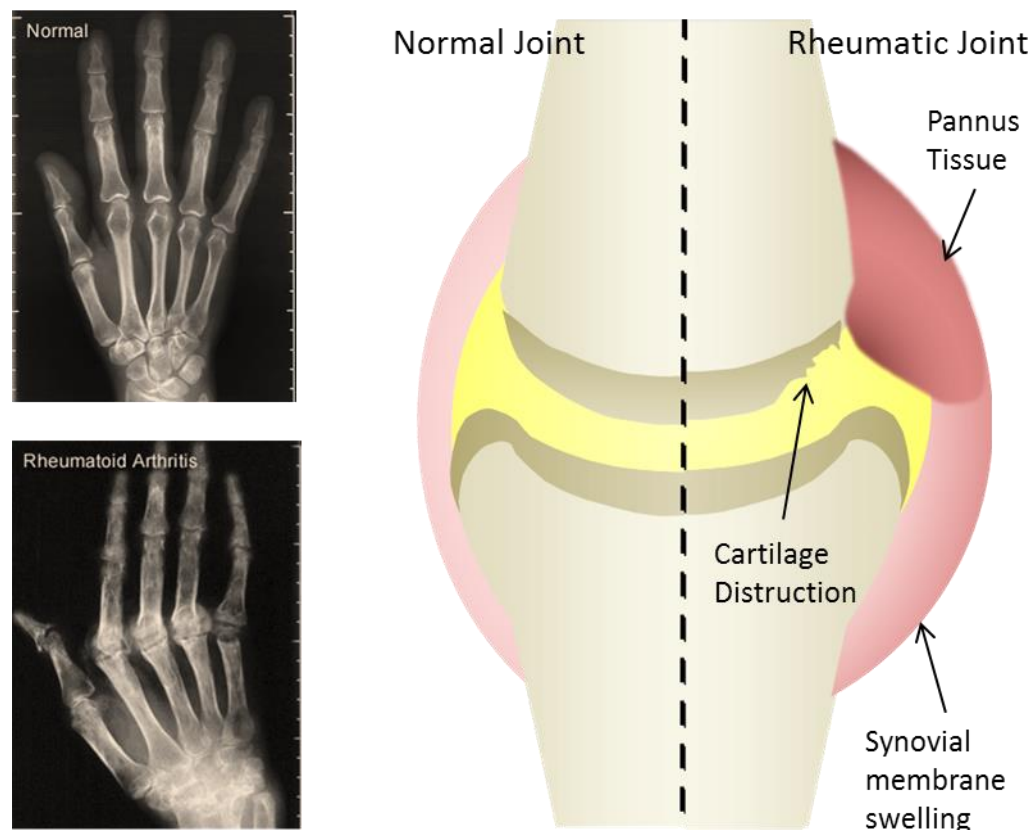 Normal
Rheumatoid Arthritis
Normal Joint
Rheumatic Joint
Pannus
Tissue
Cartilage
Distruction
Synovial
membrane
swelling